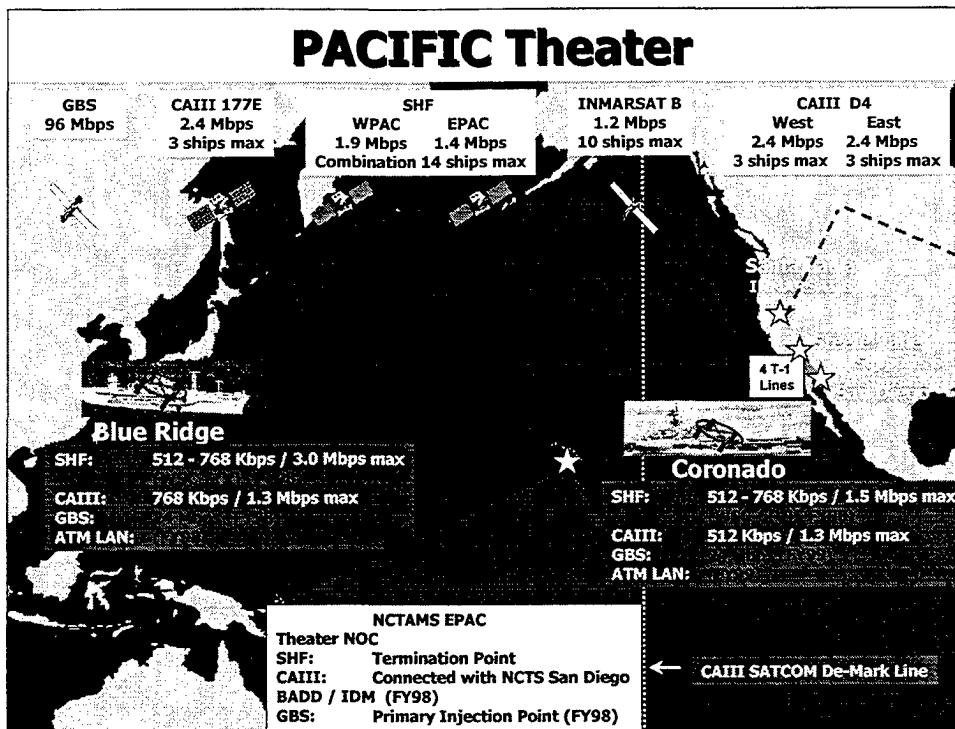 PACIFIC Theater
GBS
96 Mbps
CAIII 177E
2.4 Mbps
3 ships max
SHF
WPAC EPAC
1.9 Mbps 1.4 Mbps
Combination 14 ships max
INMARSAT B
1.2 Mbps
10 ships max
CAIII D4
West East
2.4 Mbps 2.4 Mbps
3 ships max 3 ships max
4 T-1
Lines
Blue Ridge
SHF: 512 - 768 Kbps / 3.0 Mbps max
CAIII: 768 Kbps / 1.3 Mbps max
GBS:
ATM LAN:
Coronado
SHF: 512 - 768 Kbps / 1.5 Mbps max
CAIII: 512 Kbps / 1.3 Mbps max
GBS:
ATM LAN:
NCTAMS EPAC
Theater NOC
SHF: Termination Point
CAIII: Connected with NCTS San Diego
BADD / IDM (FY98)
GBS: Primary Injection Point (FY98)
CAIII SATCOM De-Mark Line